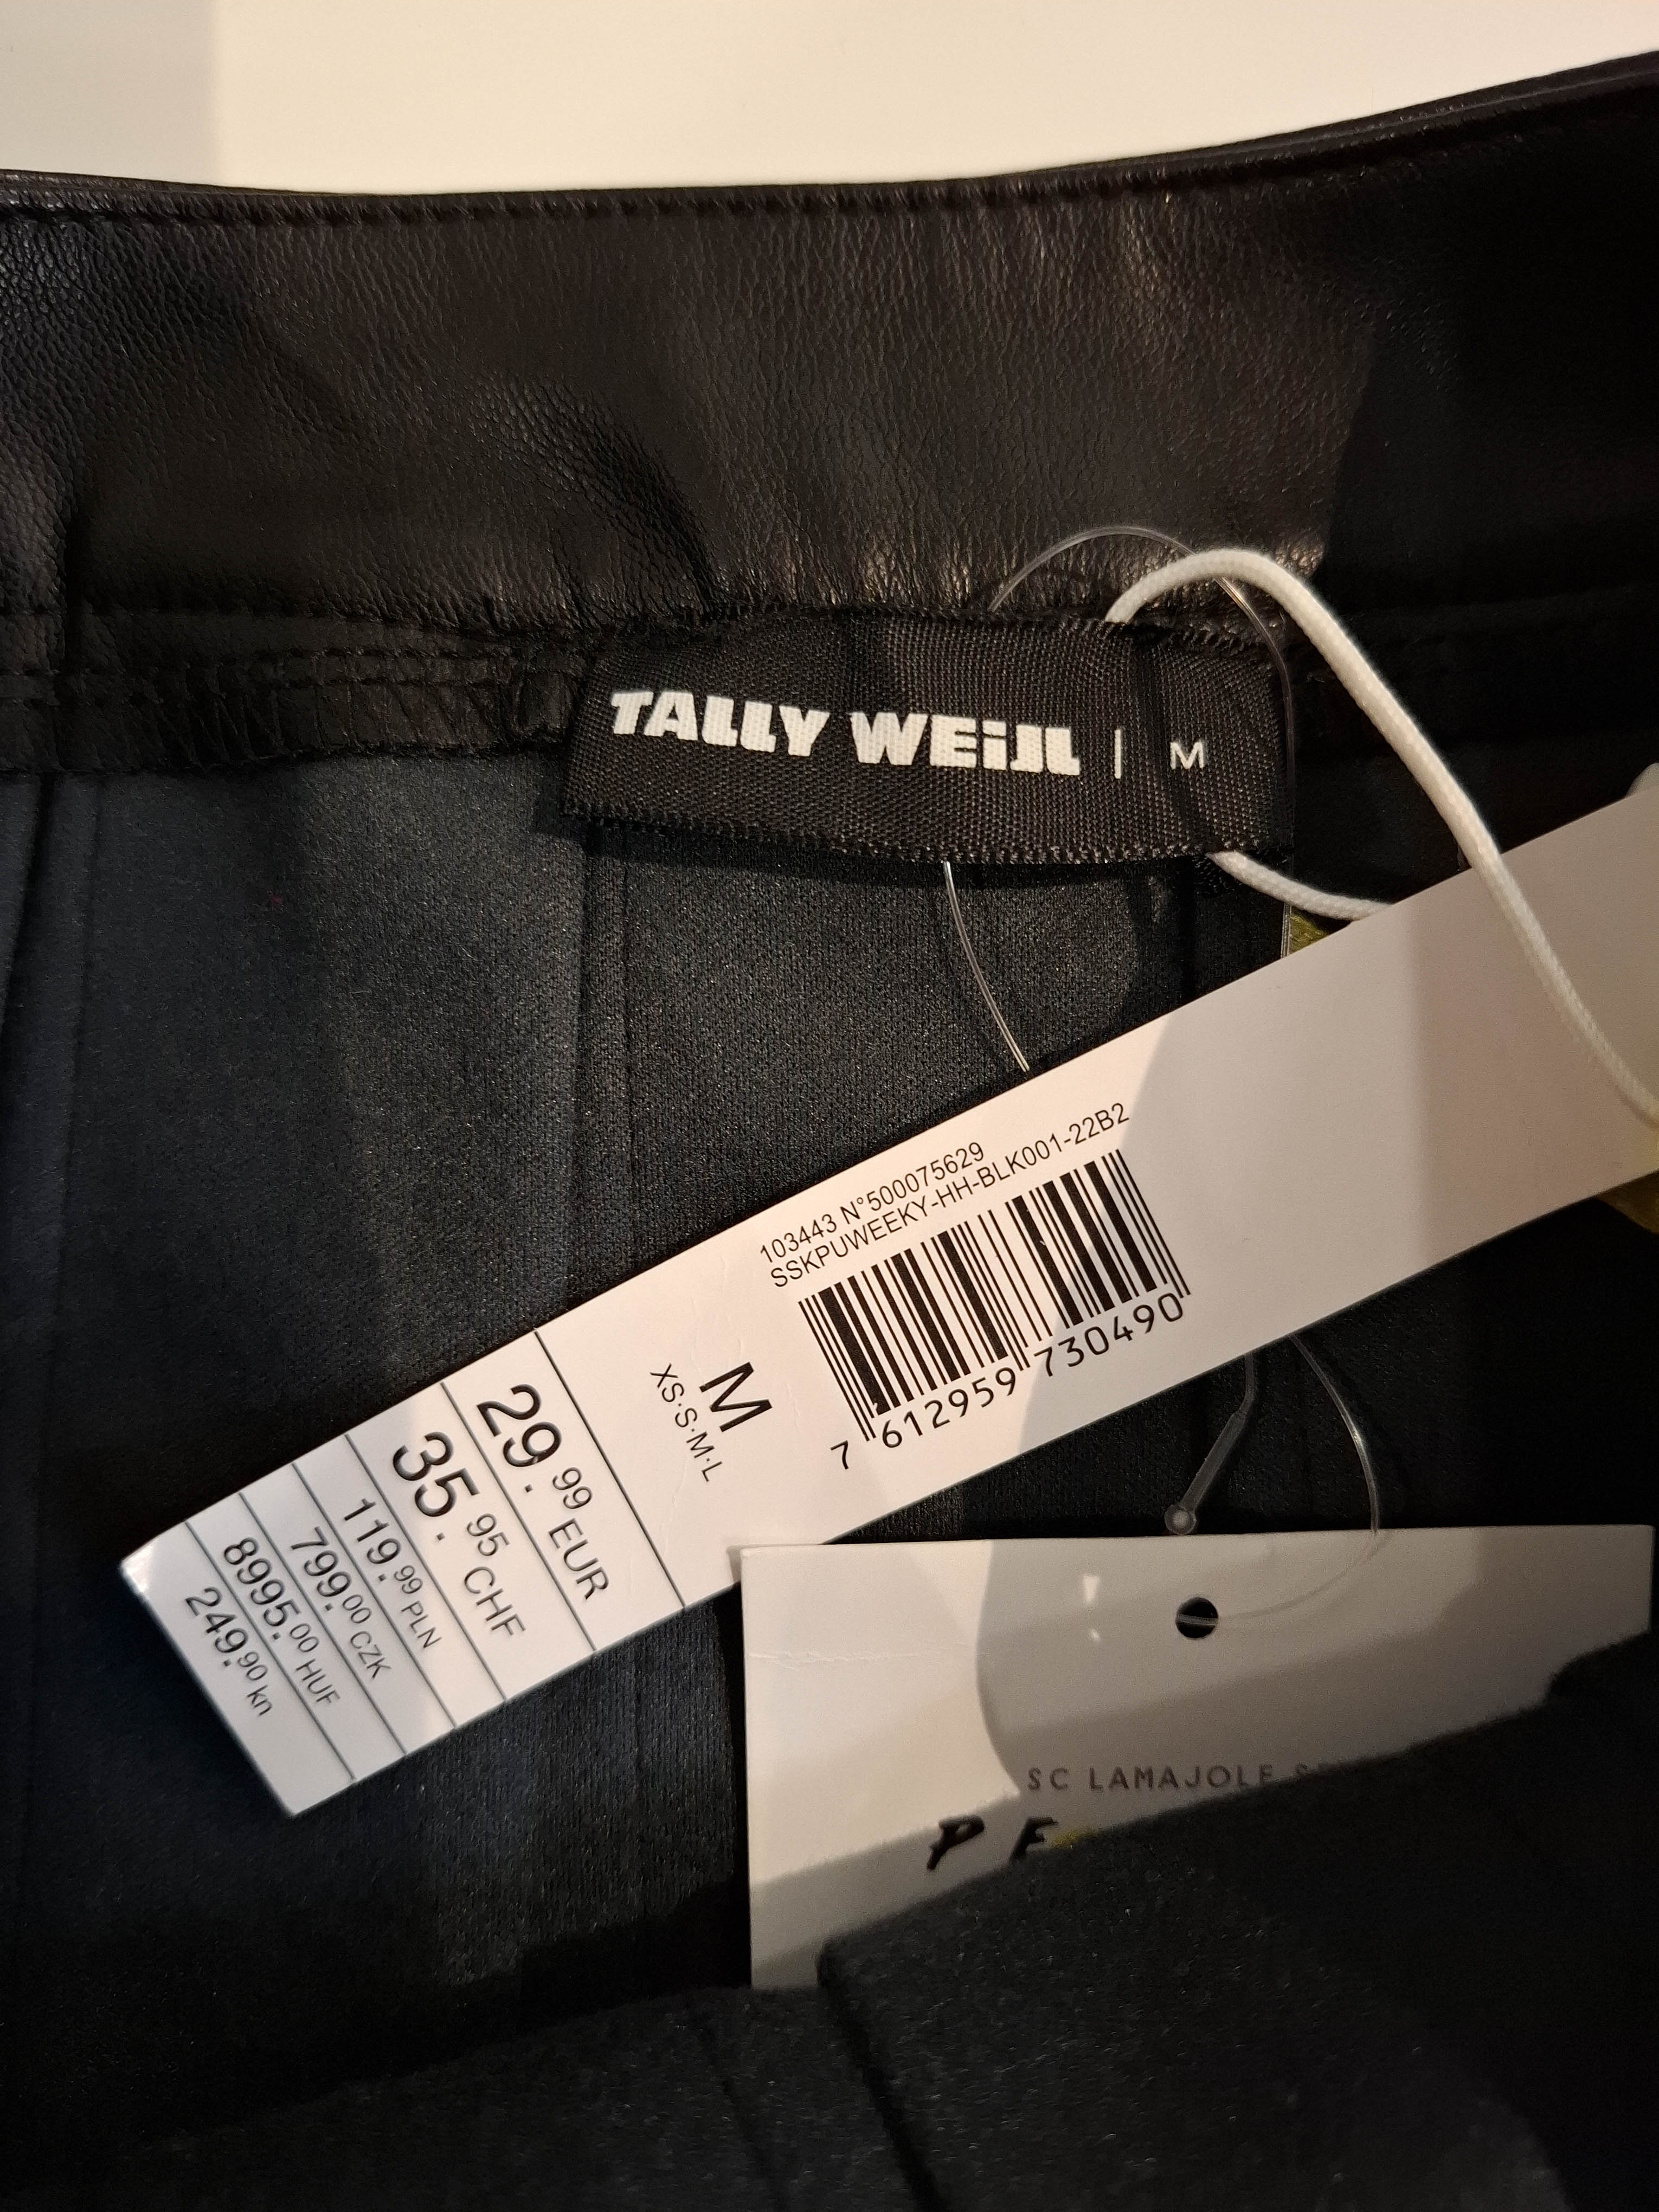 TALLY WEiJL | M
103443 N°500075629
SSKPUWEEKY-HH-BLK001-22B2
7 612959 730490
M
XS·S·M·L
29.99 EUR
35.95 CHF
119.99 PLN
799.00 CZK
8995.00 HUF
249.90 kn
SC LAMAJOLE